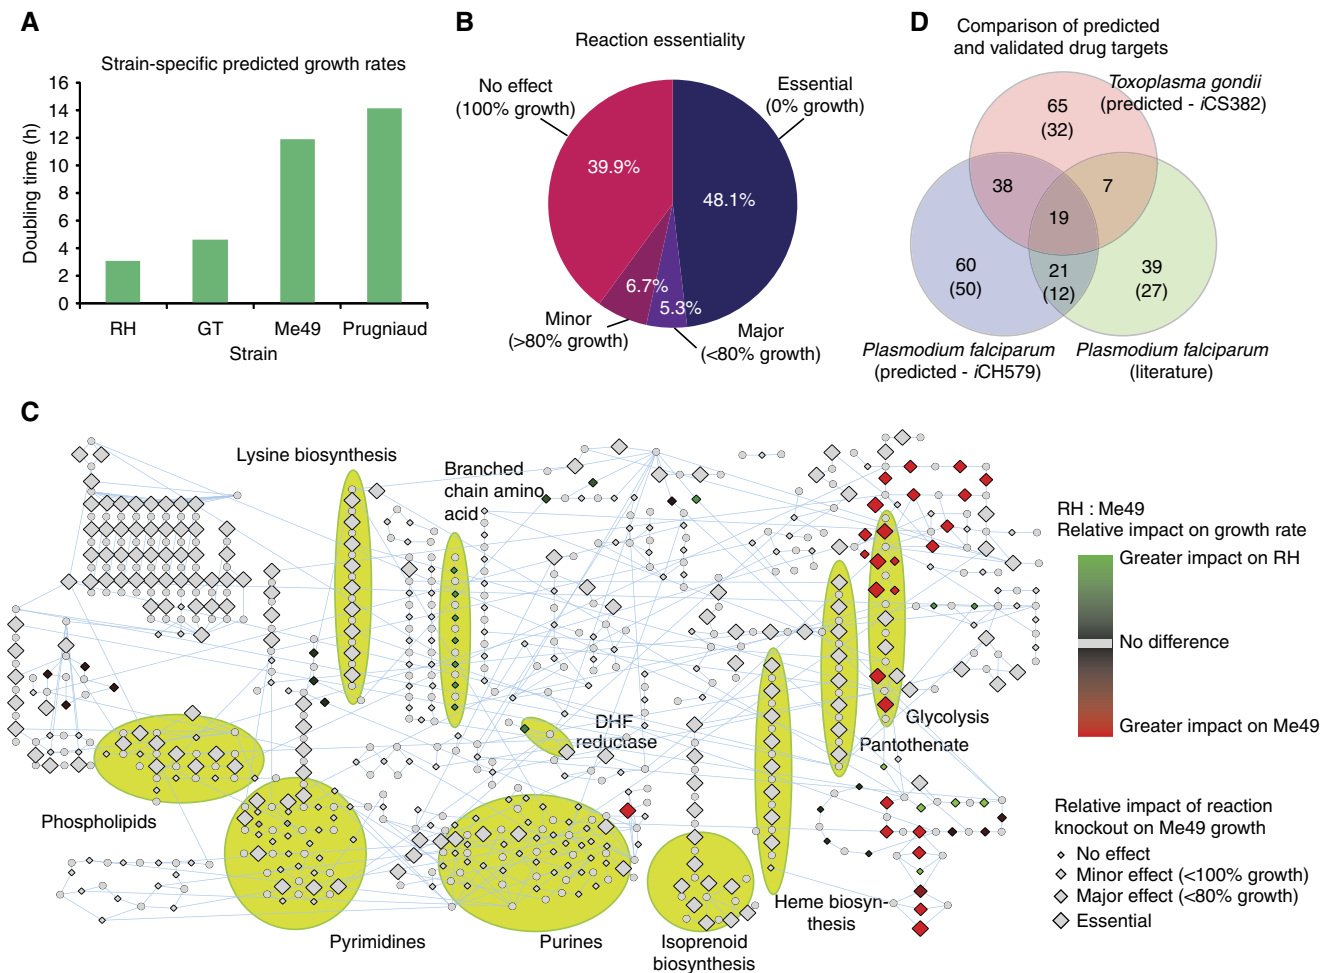 A
Strain-specific predicted growth rates
Doubling time (h)
16
14
12
10
8
6
4
2
0
RH
GT
Me49
Prugniaud
Strain
B
Reaction essentiality
No effect
(100% growth)
Essential
(0% growth)
39.9%
48.1%
6.7%
5.3%
Minor
(>80% growth)
Major
(<80% growth)
D
Comparison of predicted
and validated drug targets
Toxoplasma gondii
(predicted - iCS382)
65
(32)
38
7
19
60
(50)
21
(12)
39
(27)
Plasmodium falciparum
(predicted - iCH579)
Plasmodium falciparum
(literature)
C
Lysine biosynthesis
Branched
chain amino
acid
DHF
reductase
Glycolysis
Pantothenate
Phospholipids
Pyrimidines
Purines
Isoprenoid
biosynthesis
Heme biosyn-
thesis
RH : Me49
Relative impact on growth rate
Greater impact on RH
No difference
Greater impact on Me49
Relative impact of reaction
knockout on Me49 growth
No effect
Minor effect (<100% growth)
Major effect (<80% growth)
Essential